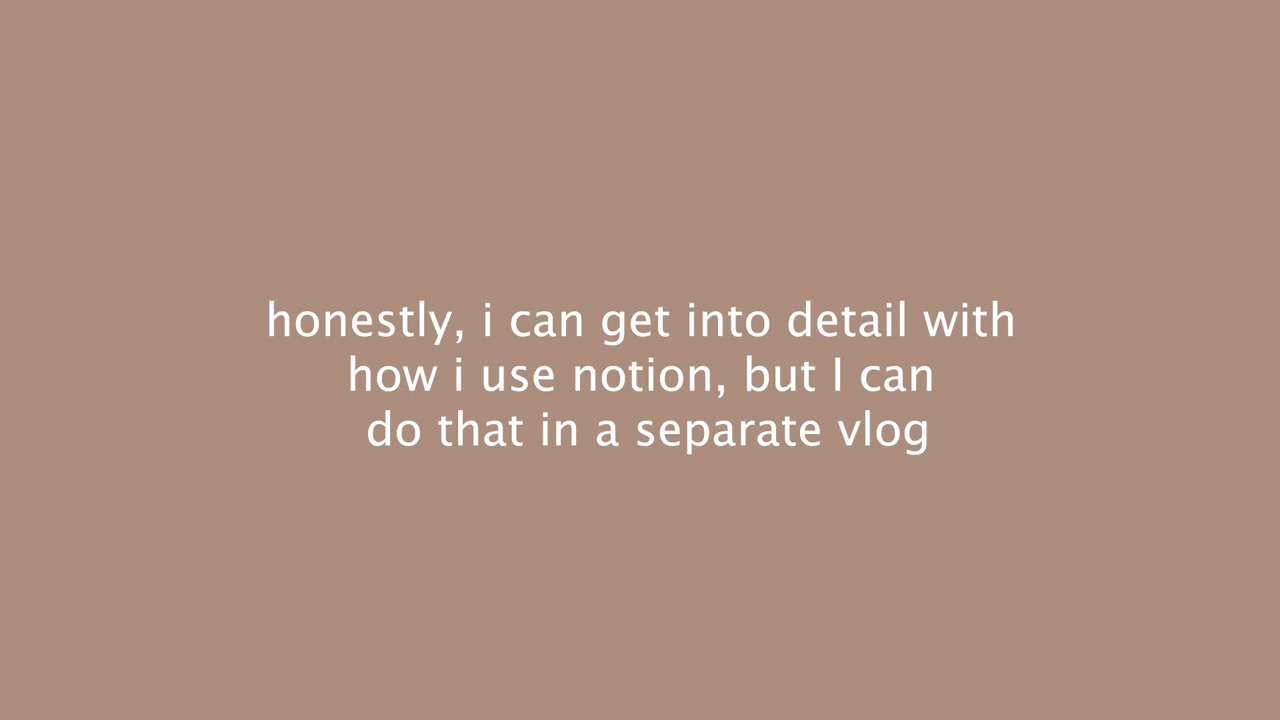 honestly, i can get into detail with
how i use notion, but I can
do that in a separate vlog